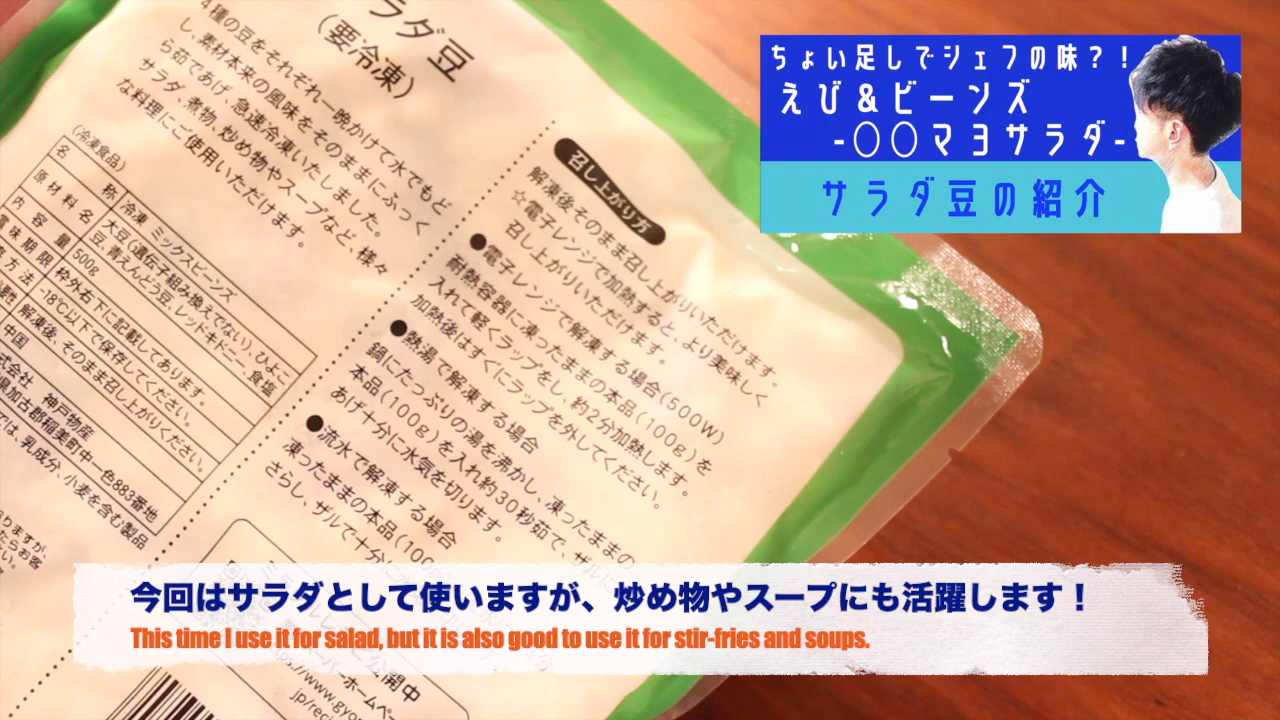 ちょい足しでシェフの味？！
えび&ビーンズ
-〇〇マヨサラダ-
サラダ豆の紹介
ラダ豆
(要冷凍)
4種の豆をそれぞれ一晩かけて水でもど
し、素材本来の風味をそのままにふっく
ら茹であげ、急速冷凍いたしました。
サラダ、煮物、炒め物やスープなど、様々
な料理にご使用いただけます。
(冷凍食品)
名 称 冷凍 ミックスビーンズ
原材料名 大豆(遺伝子組み換えでない)、ひよこ
豆、青えんどう豆、レッドキドニー、食塩
内容量 500g
味期限 枠外右下に記載してあります。
方法 -18℃以下で保存してください。
解凍後、そのまま召し上がりください。
中国
式会社 神戸物産
県加古郡稲美町中一色883番地
では、乳成分、小麦を含む製品
召し上がり方
解凍後そのまま召し上がりいただけます。
☆電子レンジで加熱すると、より美味しく
召し上がりいただけます。
●電子レンジで解凍する場合(500W)
耐熱容器に凍ったままの本品(100g)を
入れて軽くラップをし、約2分加熱します。
加熱後はすぐにラップを外してください。
●熱湯で解凍する場合
鍋にたっぷりの湯を沸かし、凍ったままの
本品(100g)を入れ約30秒茹で、ザルに
あげ十分に水気を切ります。
●流水で解凍する場合
凍ったままの本品(100
さらし、ザルで十分に
公開中
今回はサラダとして使いますが、炒め物やスープにも活躍します！
This time I use it for salad, but it is also good to use it for stir-fries and soups.